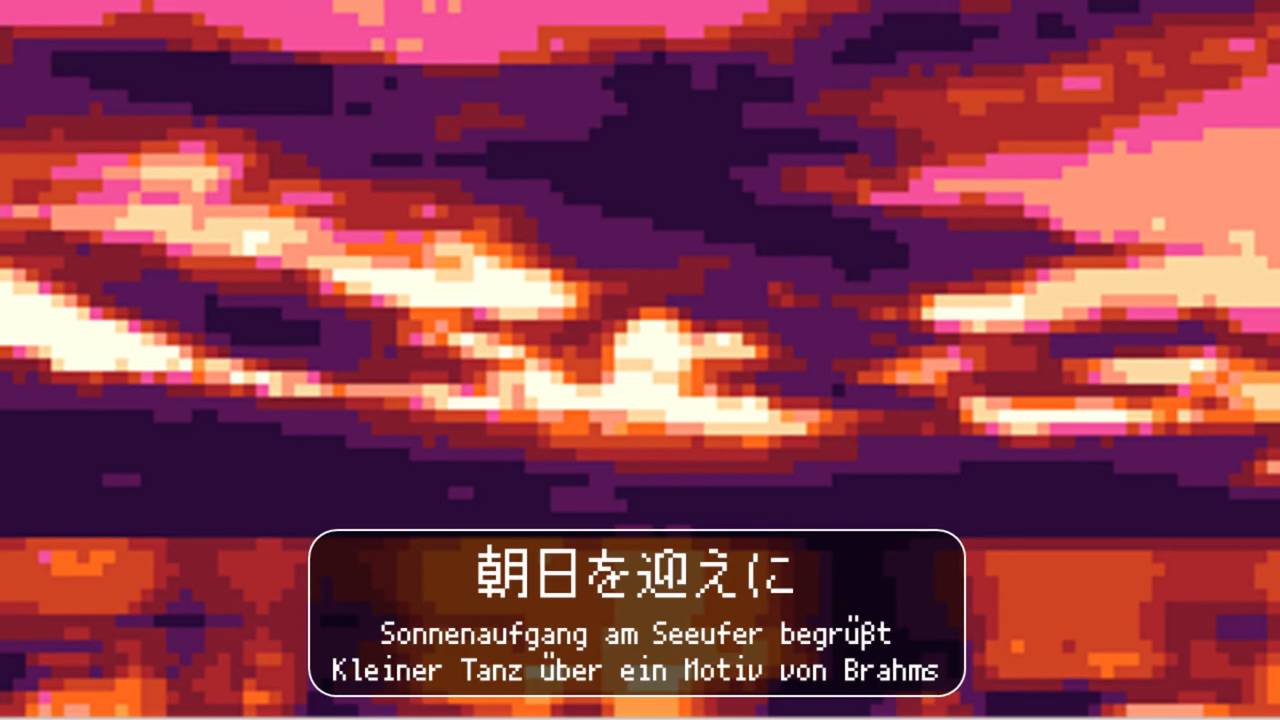 朝日を迎えに
Sonnenaufgang am Seeufer begrüßt
Kleiner Tanz über ein Motiv von Brahms